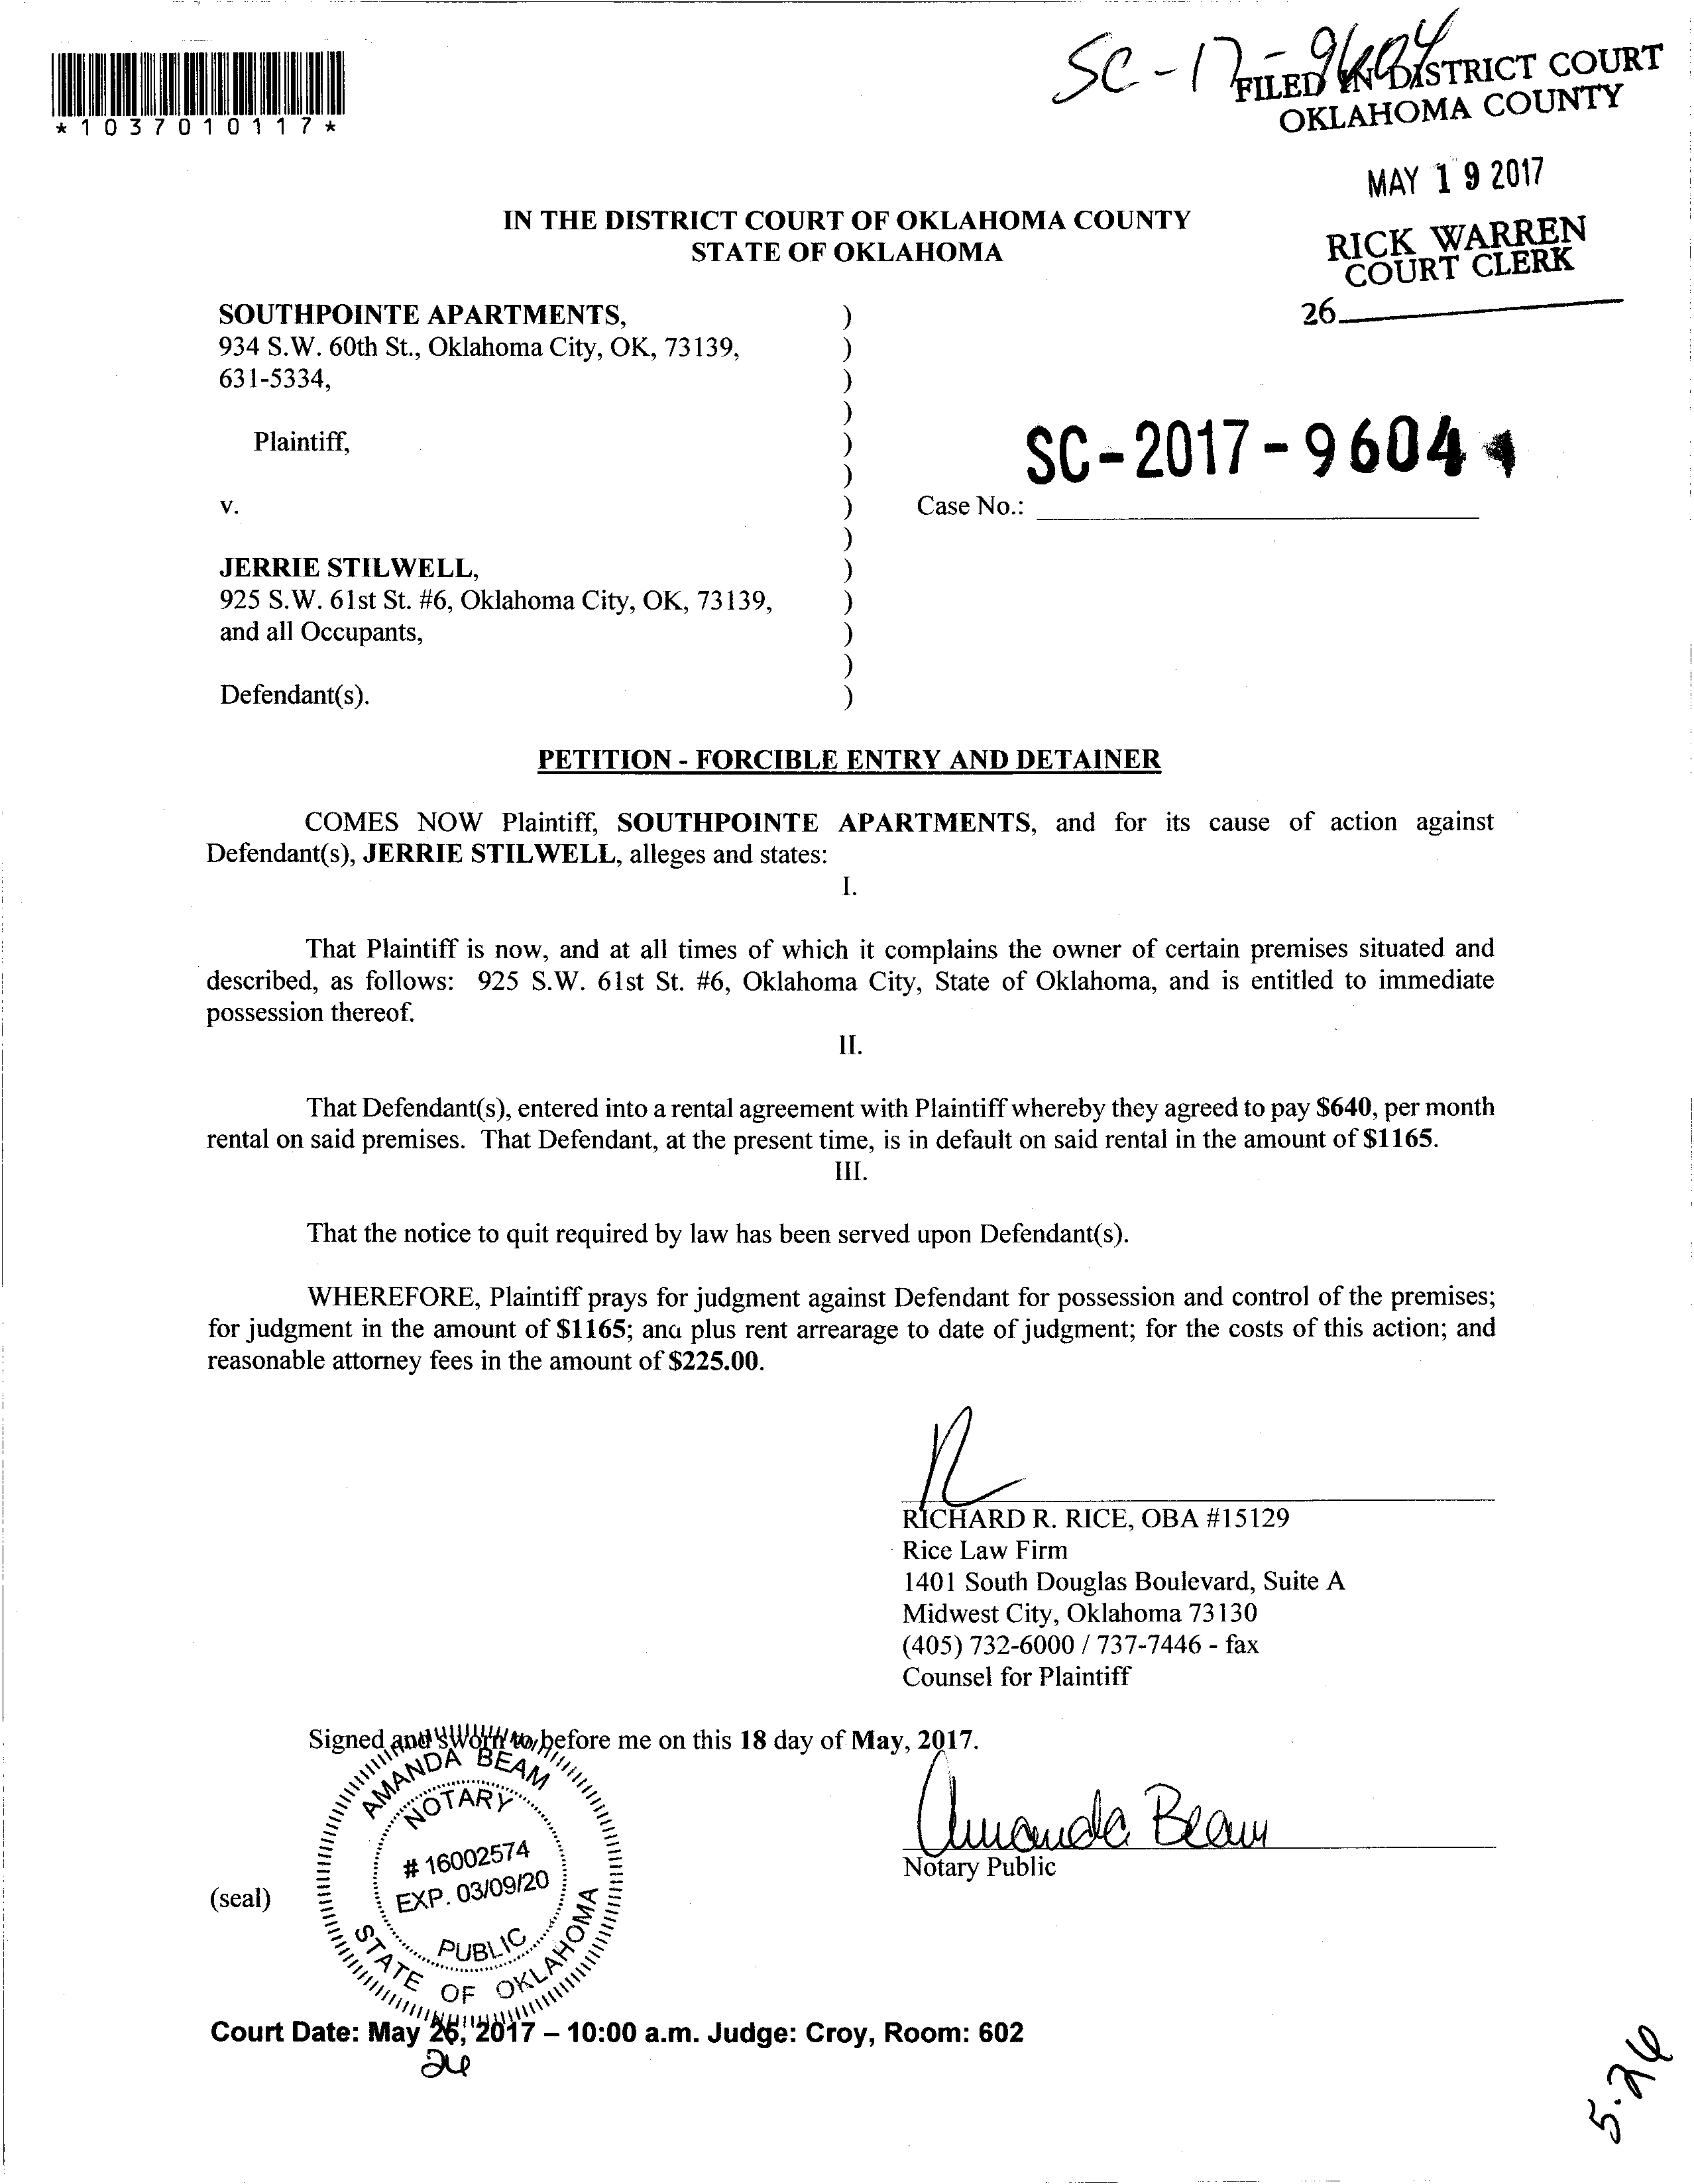 *1037010117*
SC-17-9604
FILED IN DISTRICT COURT
OKLAHOMA COUNTY
MAY 19 2017
RICK WARREN
COURT CLERK
26
IN THE DISTRICT COURT OF OKLAHOMA COUNTY
STATE OF OKLAHOMA
SOUTHPOINTE APARTMENTS, )
934 S.W. 60th St., Oklahoma City, OK, 73139, )
631-5334, )
)
Plaintiff, )
)
SC-2017-9604
v. ) Case No.:
)
JERRIE STILWELL, )
925 S.W. 61st St. #6, Oklahoma City, OK, 73139, )
and all Occupants, )
)
Defendant(s). )
PETITION - FORCIBLE ENTRY AND DETAINER
COMES NOW Plaintiff, SOUTHPOINTE APARTMENTS, and for its cause of action against
Defendant(s), JERRIE STILWELL, alleges and states:
I.
That Plaintiff is now, and at all times of which it complains the owner of certain premises situated and
described, as follows: 925 S.W. 61st St. #6, Oklahoma City, State of Oklahoma, and is entitled to immediate
possession thereof.
II.
That Defendant(s), entered into a rental agreement with Plaintiff whereby they agreed to pay $640, per month
rental on said premises. That Defendant, at the present time, is in default on said rental in the amount of $1165.
III.
That the notice to quit required by law has been served upon Defendant(s).
WHEREFORE, Plaintiff prays for judgment against Defendant for possession and control of the premises;
for judgment in the amount of $1165; and plus rent arrearage to date of judgment; for the costs of this action; and
reasonable attorney fees in the amount of $225.00.
RICHARD R. RICE, OBA #15129
Rice Law Firm
1401 South Douglas Boulevard, Suite A
Midwest City, Oklahoma 73130
(405) 732-6000 / 737-7446 - fax
Counsel for Plaintiff
Signed and sworn to before me on this 18 day of May, 2017.
Amanda Beam
Notary Public
(seal)
AMANDA BEAM
NOTARY
# 16002574
EXP. 03/09/20
PUBLIC
STATE OF OKLAHOMA
Court Date: May 26, 2017 – 10:00 a.m. Judge: Croy, Room: 602
26
5.26